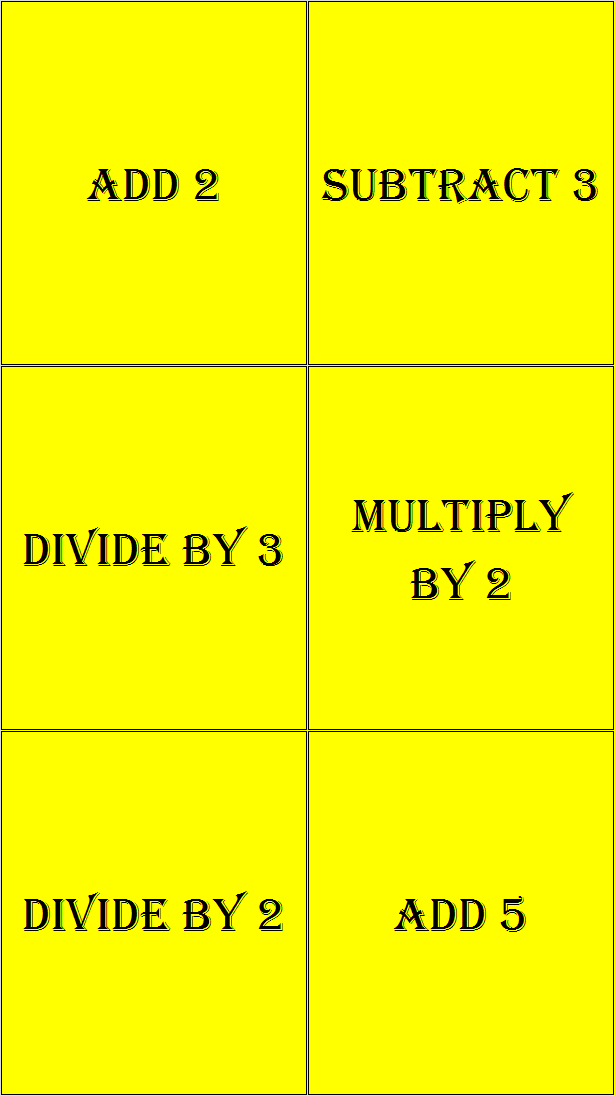 ADD 2
SUBTRACT 3
DIVIDE BY 3
MULTIPLY
BY 2
DIVIDE BY 2
ADD 5